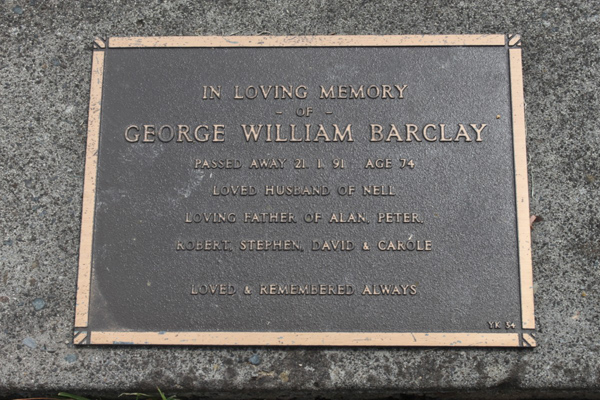 IN LOVING MEMORY
- OF -
GEORGE WILLIAM BARCLAY
PASSED AWAY 21. 1. 91 AGE 74
LOVED HUSBAND OF NELL
LOVING FATHER OF ALAN, PETER,
ROBERT, STEPHEN, DAVID & CAROLE
LOVED & REMEMBERED ALWAYS
Y.K. 54